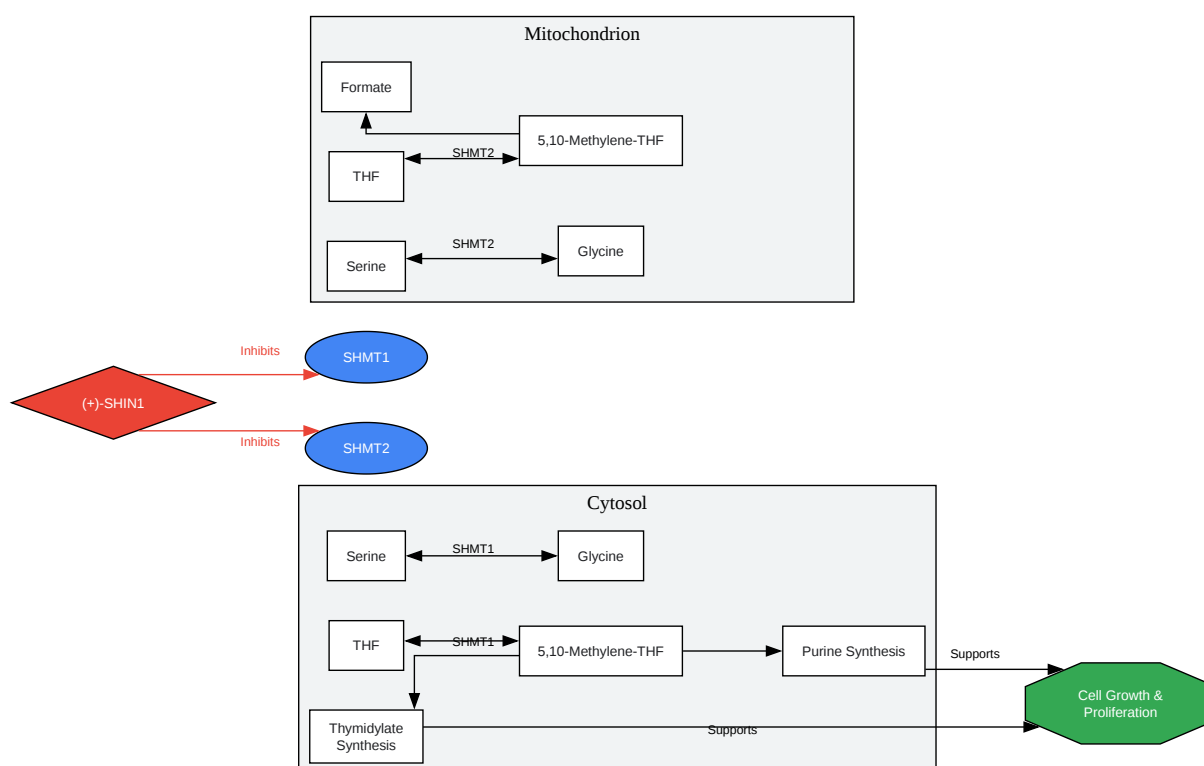 Mitochondrion
Formate
5,10-Methylene-THF
SHMT2
THF
SHMT2
Glycine
Serine
Inhibits
SHMT1
(+)-SHIN1
Inhibits
SHMT2
Cytosol
Serine
SHMT1
Glycine
THF
SHMT1
5,10-Methylene-THF
Purine Synthesis
Supports
Cell Growth &
Proliferation
Thymidylate
Synthesis
Supports